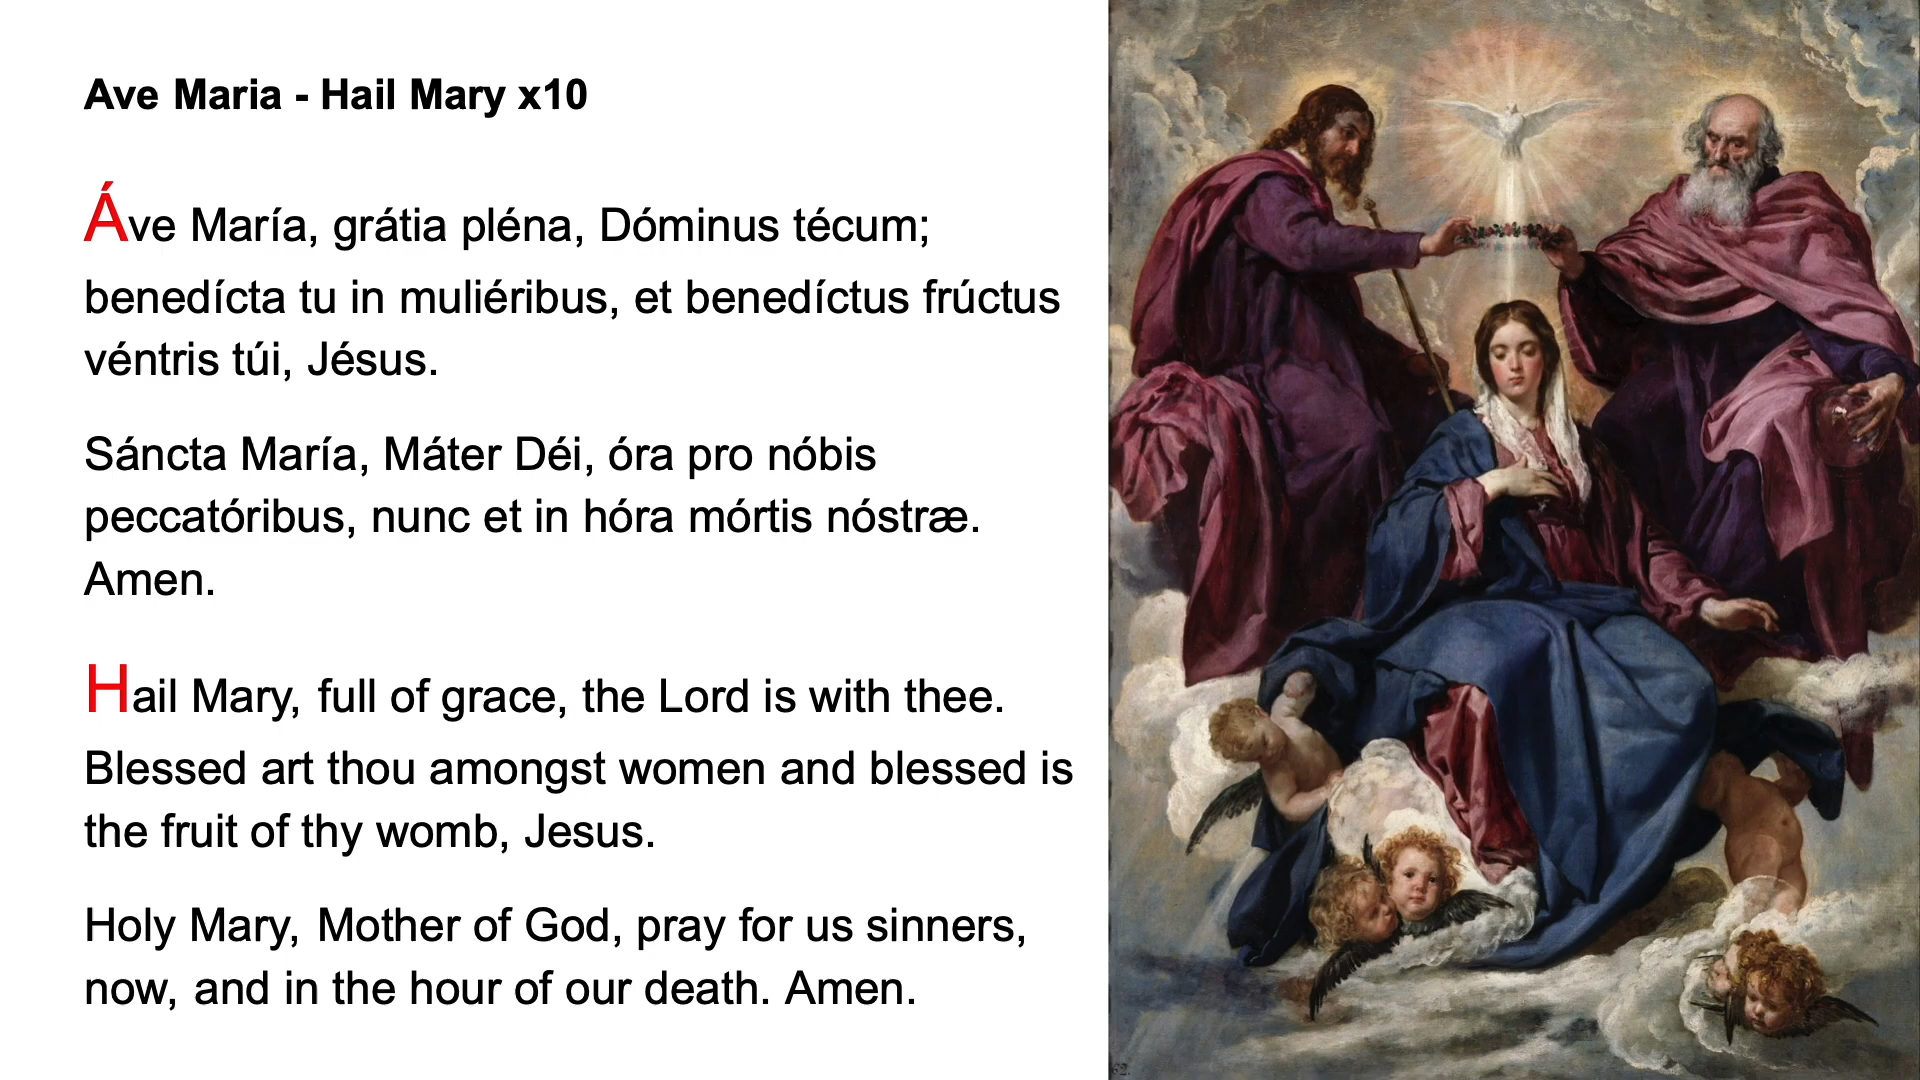 Ave Maria - Hail Mary x10
Áve María, grátia pléna, Dóminus técum;
benedícta tu in muliéribus, et benedíctus frúctus
véntris túi, Jésus.
Sáncta María, Máter Déi, óra pro nóbis
peccatóribus, nunc et in hóra mórtis nóstræ.
Amen.
Hail Mary, full of grace, the Lord is with thee.
Blessed art thou amongst women and blessed is
the fruit of thy womb, Jesus.
Holy Mary, Mother of God, pray for us sinners,
now, and in the hour of our death. Amen.
62.